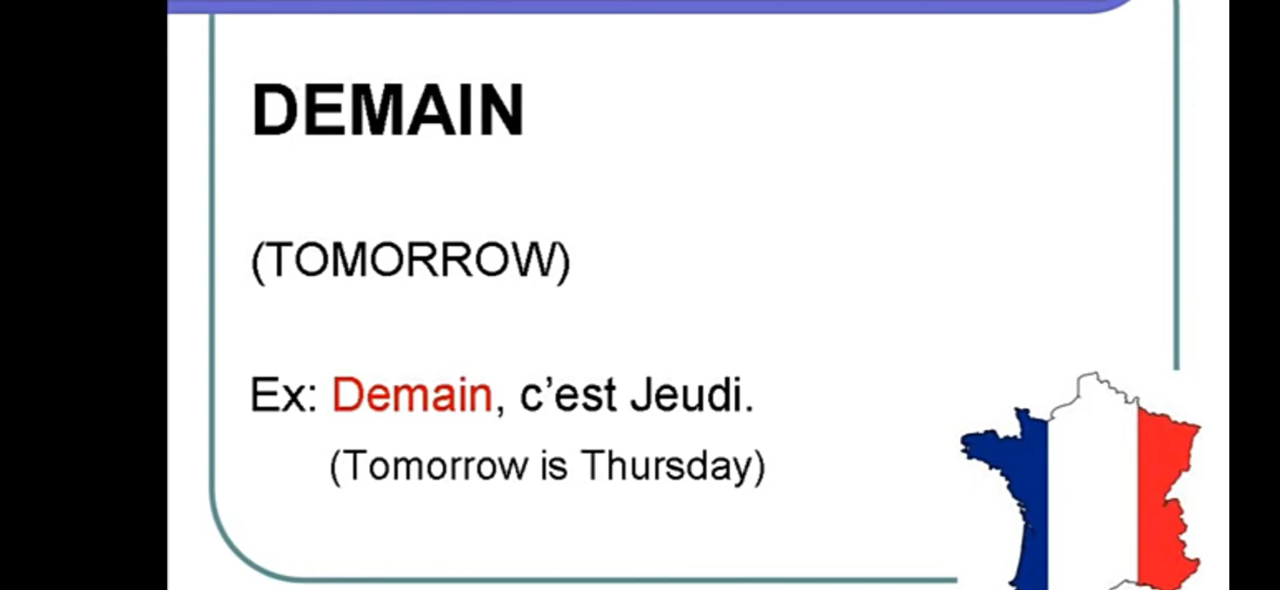 DEMAIN
(TOMORROW)
Ex: Demain, c’est Jeudi.
(Tomorrow is Thursday)